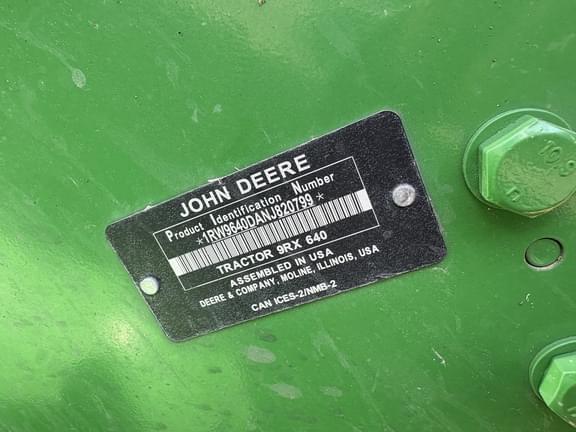 JOHN DEERE
Product Identification Number
*1RW9640DANJ820799*
TRACTOR 9RX 640
ASSEMBLED IN USA
DEERE & COMPANY, MOLINE, ILLINOIS, USA
CAN ICES-2/NMB-2
10.9